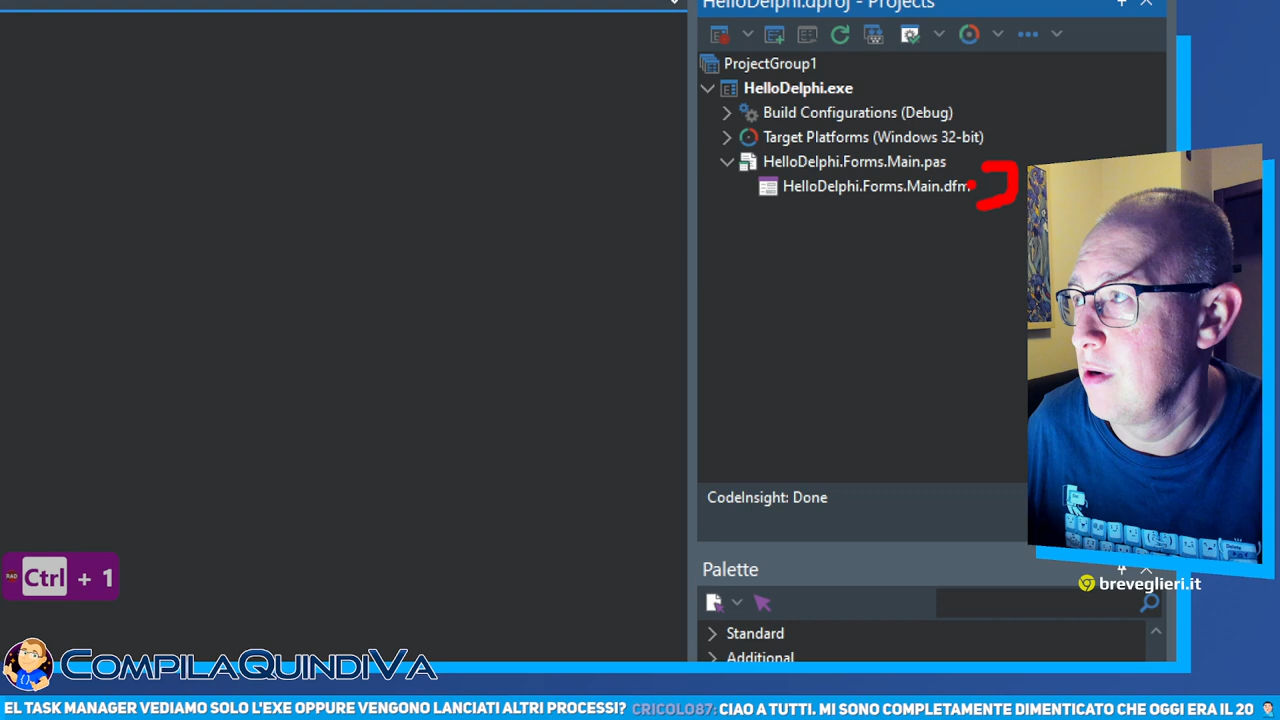 HelloDelphi.dproj - Projects
ProjectGroup1
HelloDelphi.exe
Build Configurations (Debug)
Target Platforms (Windows 32-bit)
HelloDelphi.Forms.Main.pas
HelloDelphi.Forms.Main.dfm
CodeInsight: Done
Palette
Standard
Additional
RAD Ctrl + 1
breveglieri.it
COMPILAQUINDIVA
EL TASK MANAGER VEDIAMO SOLO L'EXE OPPURE VENGONO LANCIATI ALTRI PROCESSI? CRICOLO87: CIAO A TUTTI. MI SONO COMPLETAMENTE DIMENTICATO CHE OGGI ERA IL 20